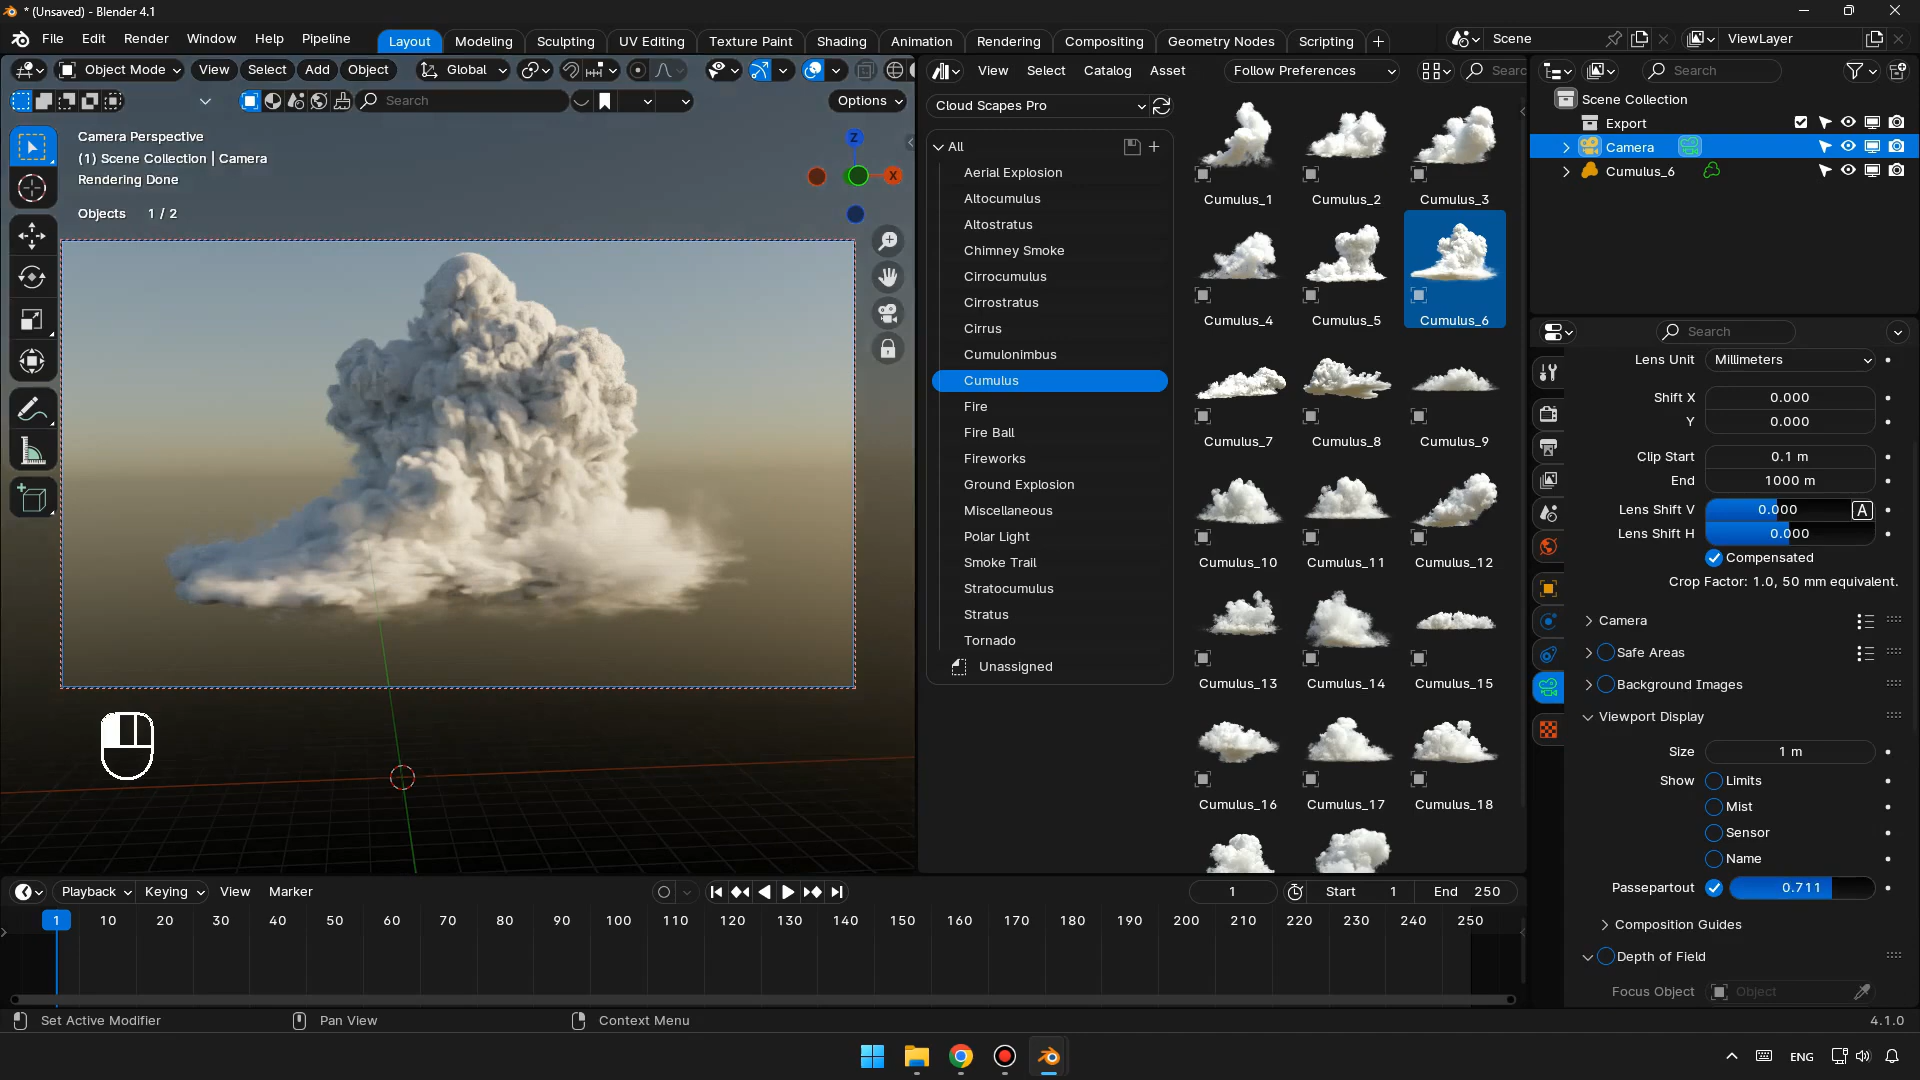 * (Unsaved) - Blender 4.1
File Edit Render Window Help Pipeline
Layout Modeling Sculpting UV Editing Texture Paint Shading Animation Rendering Compositing Geometry Nodes Scripting +
Scene
ViewLayer
Object Mode View Select Add Object Global
View Select Catalog Asset Follow Preferences
Search
Search
Options
Camera Perspective
(1) Scene Collection | Camera
Rendering Done
Objects 1 / 2
Z
X
Cloud Scapes Pro
All
Aerial Explosion
Altocumulus
Altostratus
Chimney Smoke
Cirrocumulus
Cirrostratus
Cirrus
Cumulonimbus
Cumulus
Fire
Fire Ball
Fireworks
Ground Explosion
Miscellaneous
Polar Light
Smoke Trail
Stratocumulus
Stratus
Tornado
Unassigned
Cumulus_1 Cumulus_2 Cumulus_3
Cumulus_4 Cumulus_5 Cumulus_6
Cumulus_7 Cumulus_8 Cumulus_9
Cumulus_10 Cumulus_11 Cumulus_12
Cumulus_13 Cumulus_14 Cumulus_15
Cumulus_16 Cumulus_17 Cumulus_18
Scene Collection
Export
Camera
Cumulus_6
Search
Lens Unit Millimeters
Shift X 0.000
Y 0.000
Clip Start 0.1 m
End 1000 m
Lens Shift V 0.000 A
Lens Shift H 0.000
Compensated
Crop Factor: 1.0, 50 mm equivalent.
Camera
Safe Areas
Background Images
Viewport Display
Size 1 m
Show Limits
Mist
Sensor
Name
Passepartout 0.711
Composition Guides
Depth of Field
Focus Object Object
Playback Keying View Marker
1 Start 1 End 250
1 10 20 30 40 50 60 70 80 90 100 110 120 130 140 150 160 170 180 190 200 210 220 230 240 250
Set Active Modifier Pan View Context Menu
4.1.0
ENG